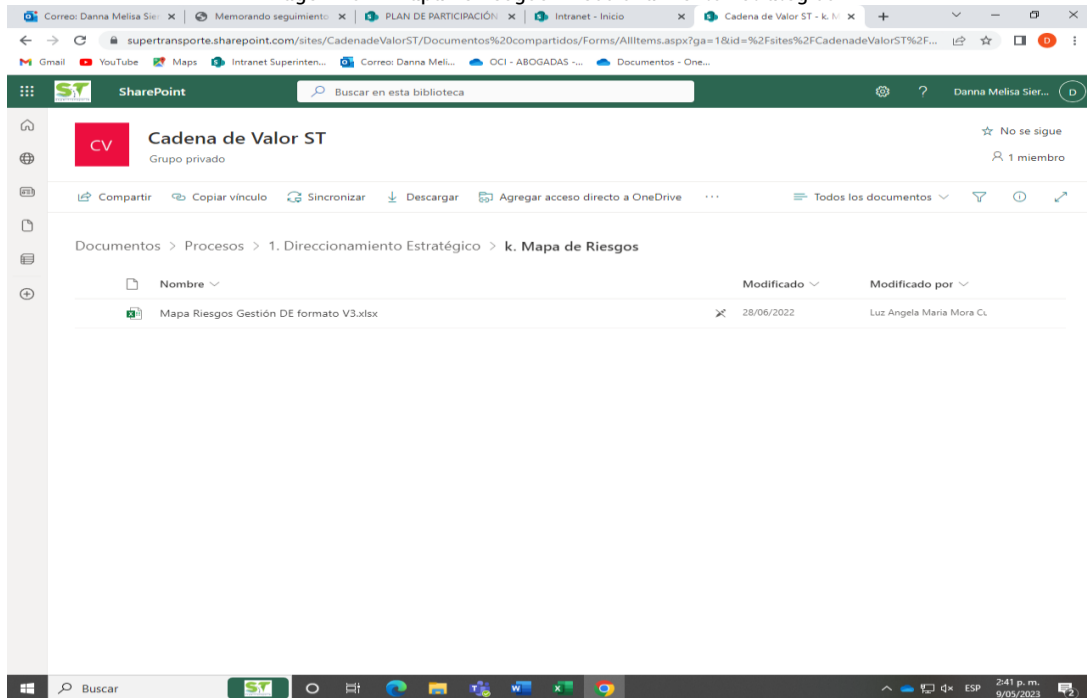 Correo: Danna Melisa Sier
Memorando seguimiento
PLAN DE PARTICIPACIÓN
Intranet - Inicio
Cadena de Valor ST - k. M
supertransporte.sharepoint.com/sites/CadenadeValorST/Documentos%20compartidos/Forms/AllItems.aspx?ga=1&id=%2Fsites%2FCadenadeValorST%2F...
Gmail YouTube Maps Intranet Superinten... Correo: Danna Meli... OCI - ABOGADAS -... Documentos - One...
ST SharePoint Buscar en esta biblioteca Danna Melisa Sier... D
CV
Cadena de Valor ST
Grupo privado
No se sigue
1 miembro
Compartir Copiar vínculo Sincronizar Descargar Agregar acceso directo a OneDrive ... Todos los documentos
Documentos > Procesos > 1. Direccionamiento Estratégico > k. Mapa de Riesgos
Nombre Modificado Modificado por
Mapa Riesgos Gestión DE formato V3.xlsx 28/06/2022 Luz Angela Maria Mora Cu
Buscar ST ESP 2:41 p. m.
9/05/2023